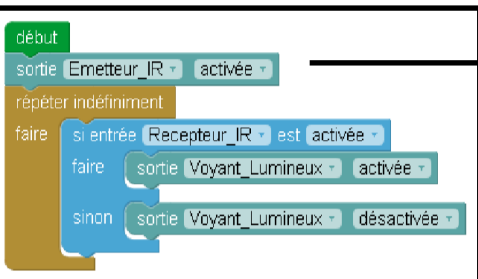 début
sortie Emetteur_IR activée
répéter indéfiniment
faire si entrée Recepteur_IR est activée
faire sortie Voyant_Lumineux activée
sinon sortie Voyant_Lumineux désactivée